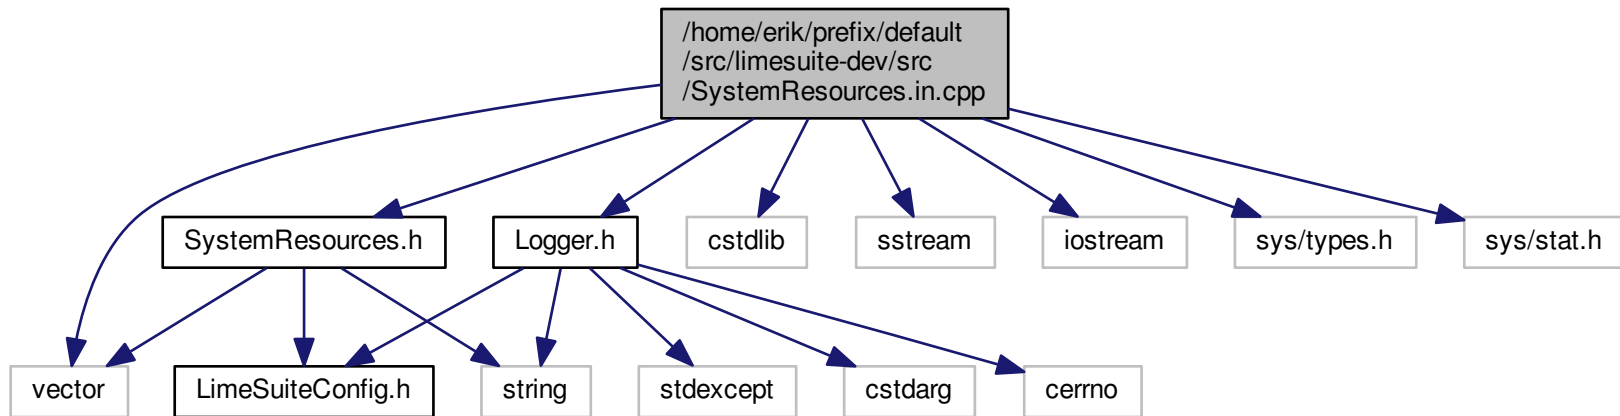 /home/erik/prefix/default
/src/limesuite-dev/src
/SystemResources.in.cpp
SystemResources.h
Logger.h
cstdlib
sstream
iostream
sys/types.h
sys/stat.h
vector
LimeSuiteConfig.h
string
stdexcept
cstdarg
cerrno